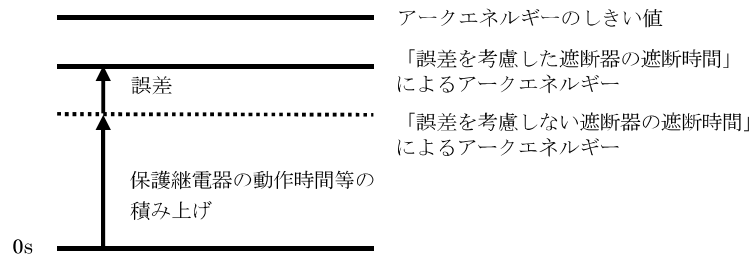 アークエネルギーのしきい値
「誤差を考慮した遮断器の遮断時間」
によるアークエネルギー
誤差
「誤差を考慮しない遮断器の遮断時間」
によるアークエネルギー
保護継電器の動作時間等の
積み上げ
0s